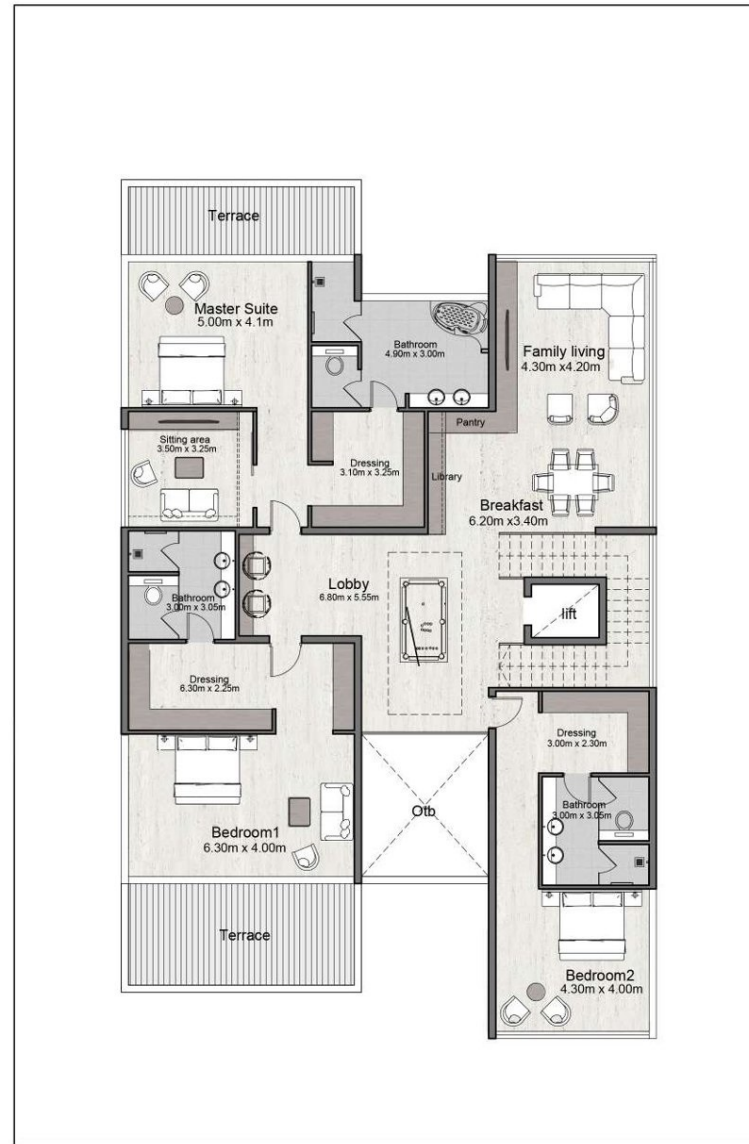 Terrace
Master Suite
5.00m x 4.1m
Bathroom
4.90m x 3.00m
Family living
4.30m x4.20m
Sitting area
3.50m x 3.25m
Dressing
3.10m x 3.25m
Pantry
Library
Breakfast
6.20m x3.40m
Bathroom
3.00m x 3.05m
Lobby
6.80m x 5.55m
lift
Dressing
6.30m x 2.25m
Dressing
3.00m x 2.30m
Otb
Bathroom
3.00m x 3.05m
Bedroom1
6.30m x 4.00m
Terrace
Bedroom2
4.30m x 4.00m